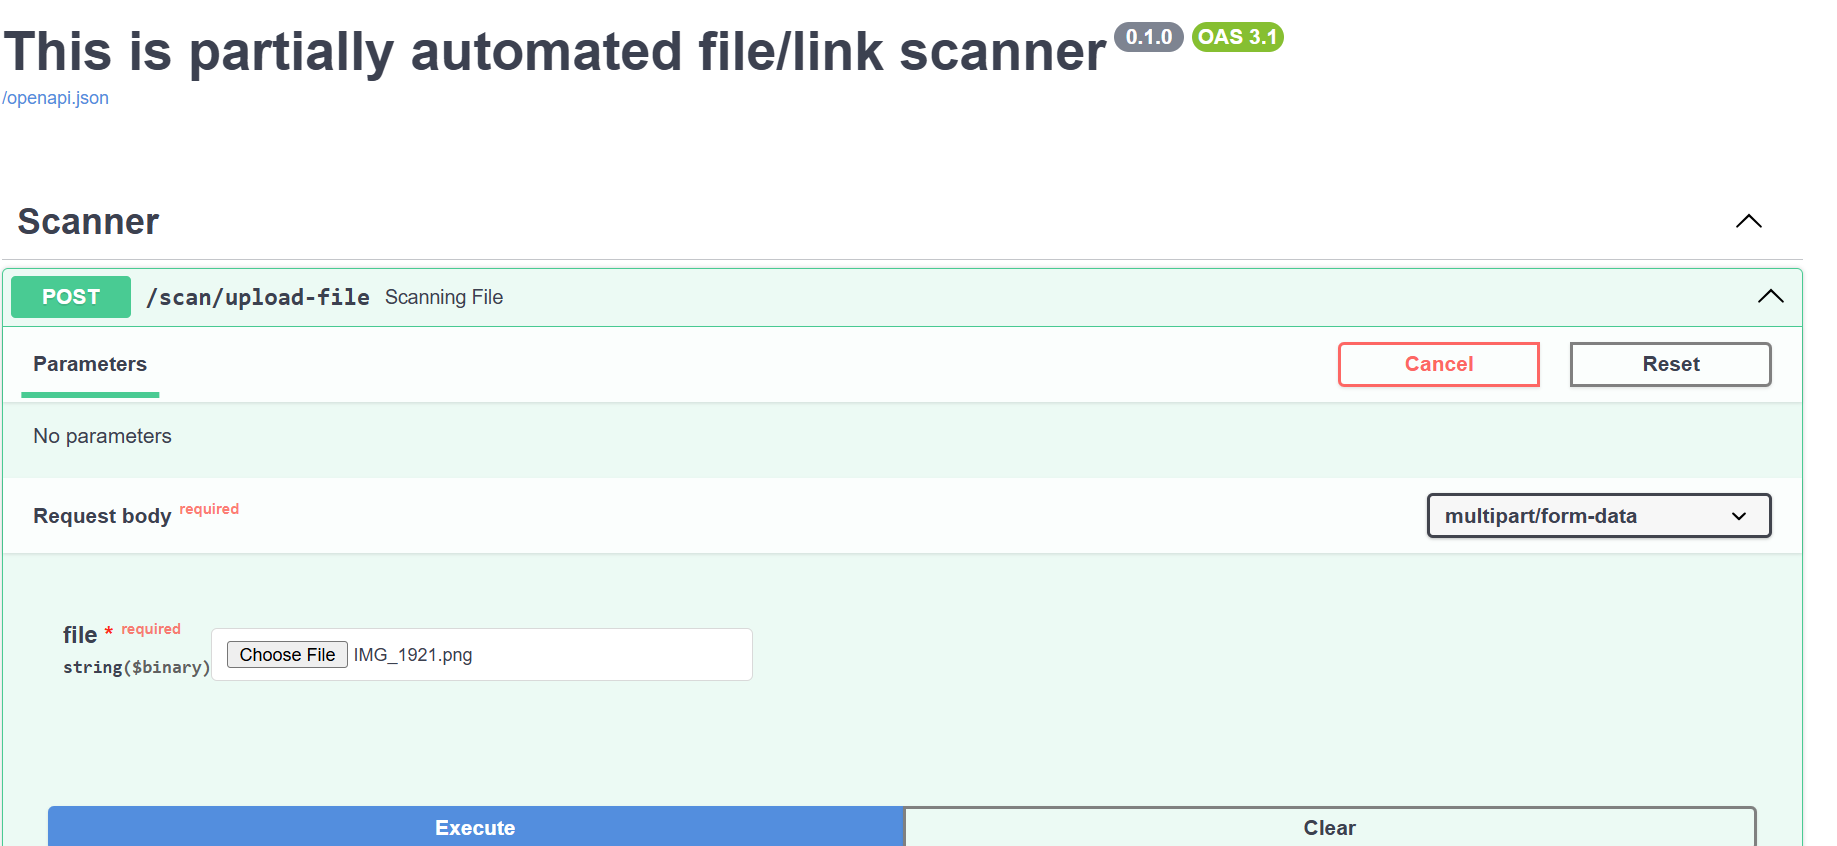 This is partially automated file/link scanner 0.1.0 OAS 3.1
/openapi.json
Scanner
POST /scan/upload-file Scanning File
Parameters Cancel Reset
No parameters
Request body required multipart/form-data
file * required
string($binary) Choose File IMG_1921.png
Execute Clear